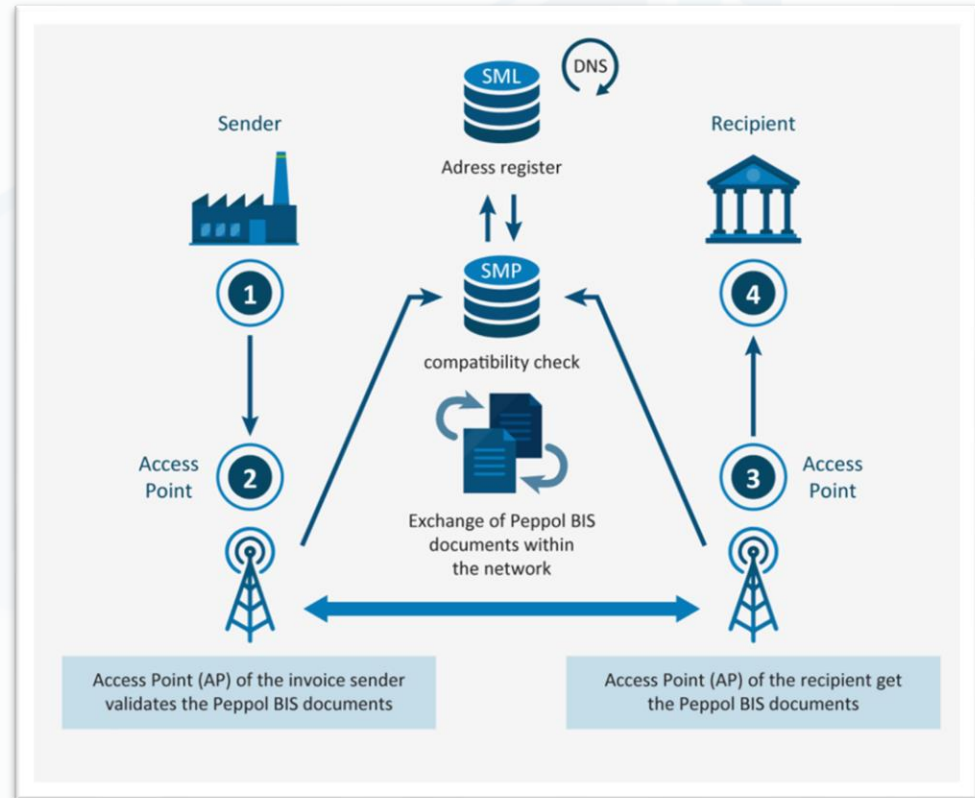 SML
DNS
Sender
Recipient
Adress register
1
SMP
4
compatibility check
Access
Point
2
3
Access
Point
Exchange of Peppol BIS
documents within
the network
Access Point (AP) of the invoice sender
validates the Peppol BIS documents
Access Point (AP) of the recipient get
the Peppol BIS documents